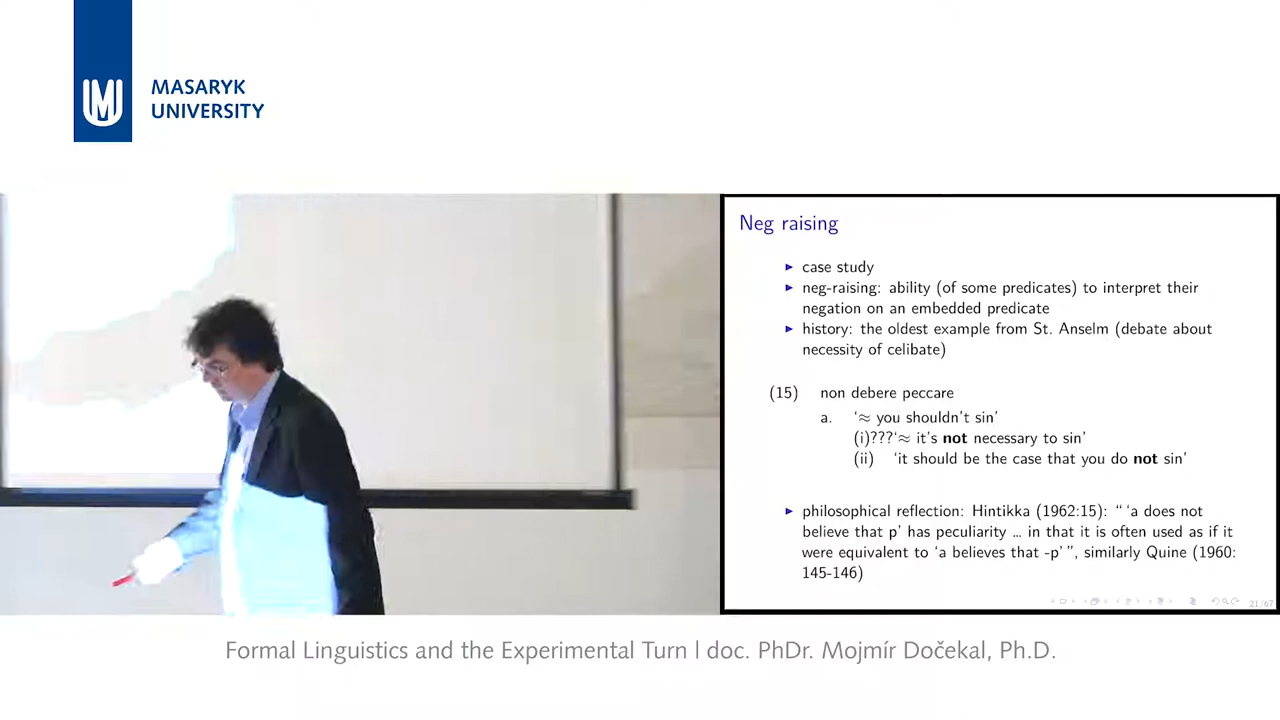 MASARYK
UNIVERSITY
Neg raising
▶ case study
▶ neg-raising: ability (of some predicates) to interpret their
negation on an embedded predicate
▶ history: the oldest example from St. Anselm (debate about
necessity of celibate)
(15) non debere peccare
a. ‘≈ you shouldn't sin’
(i)???‘≈ it's not necessary to sin’
(ii) ‘it should be the case that you do not sin’
▶ philosophical reflection: Hintikka (1962:15): “ ‘a does not
believe that p’ has peculiarity … in that it is often used as if it
were equivalent to ‘a believes that -p’ ”, similarly Quine (1960:
145-146)
21/67
Formal Linguistics and the Experimental Turn | doc. PhDr. Mojmír Dočekal, Ph.D.